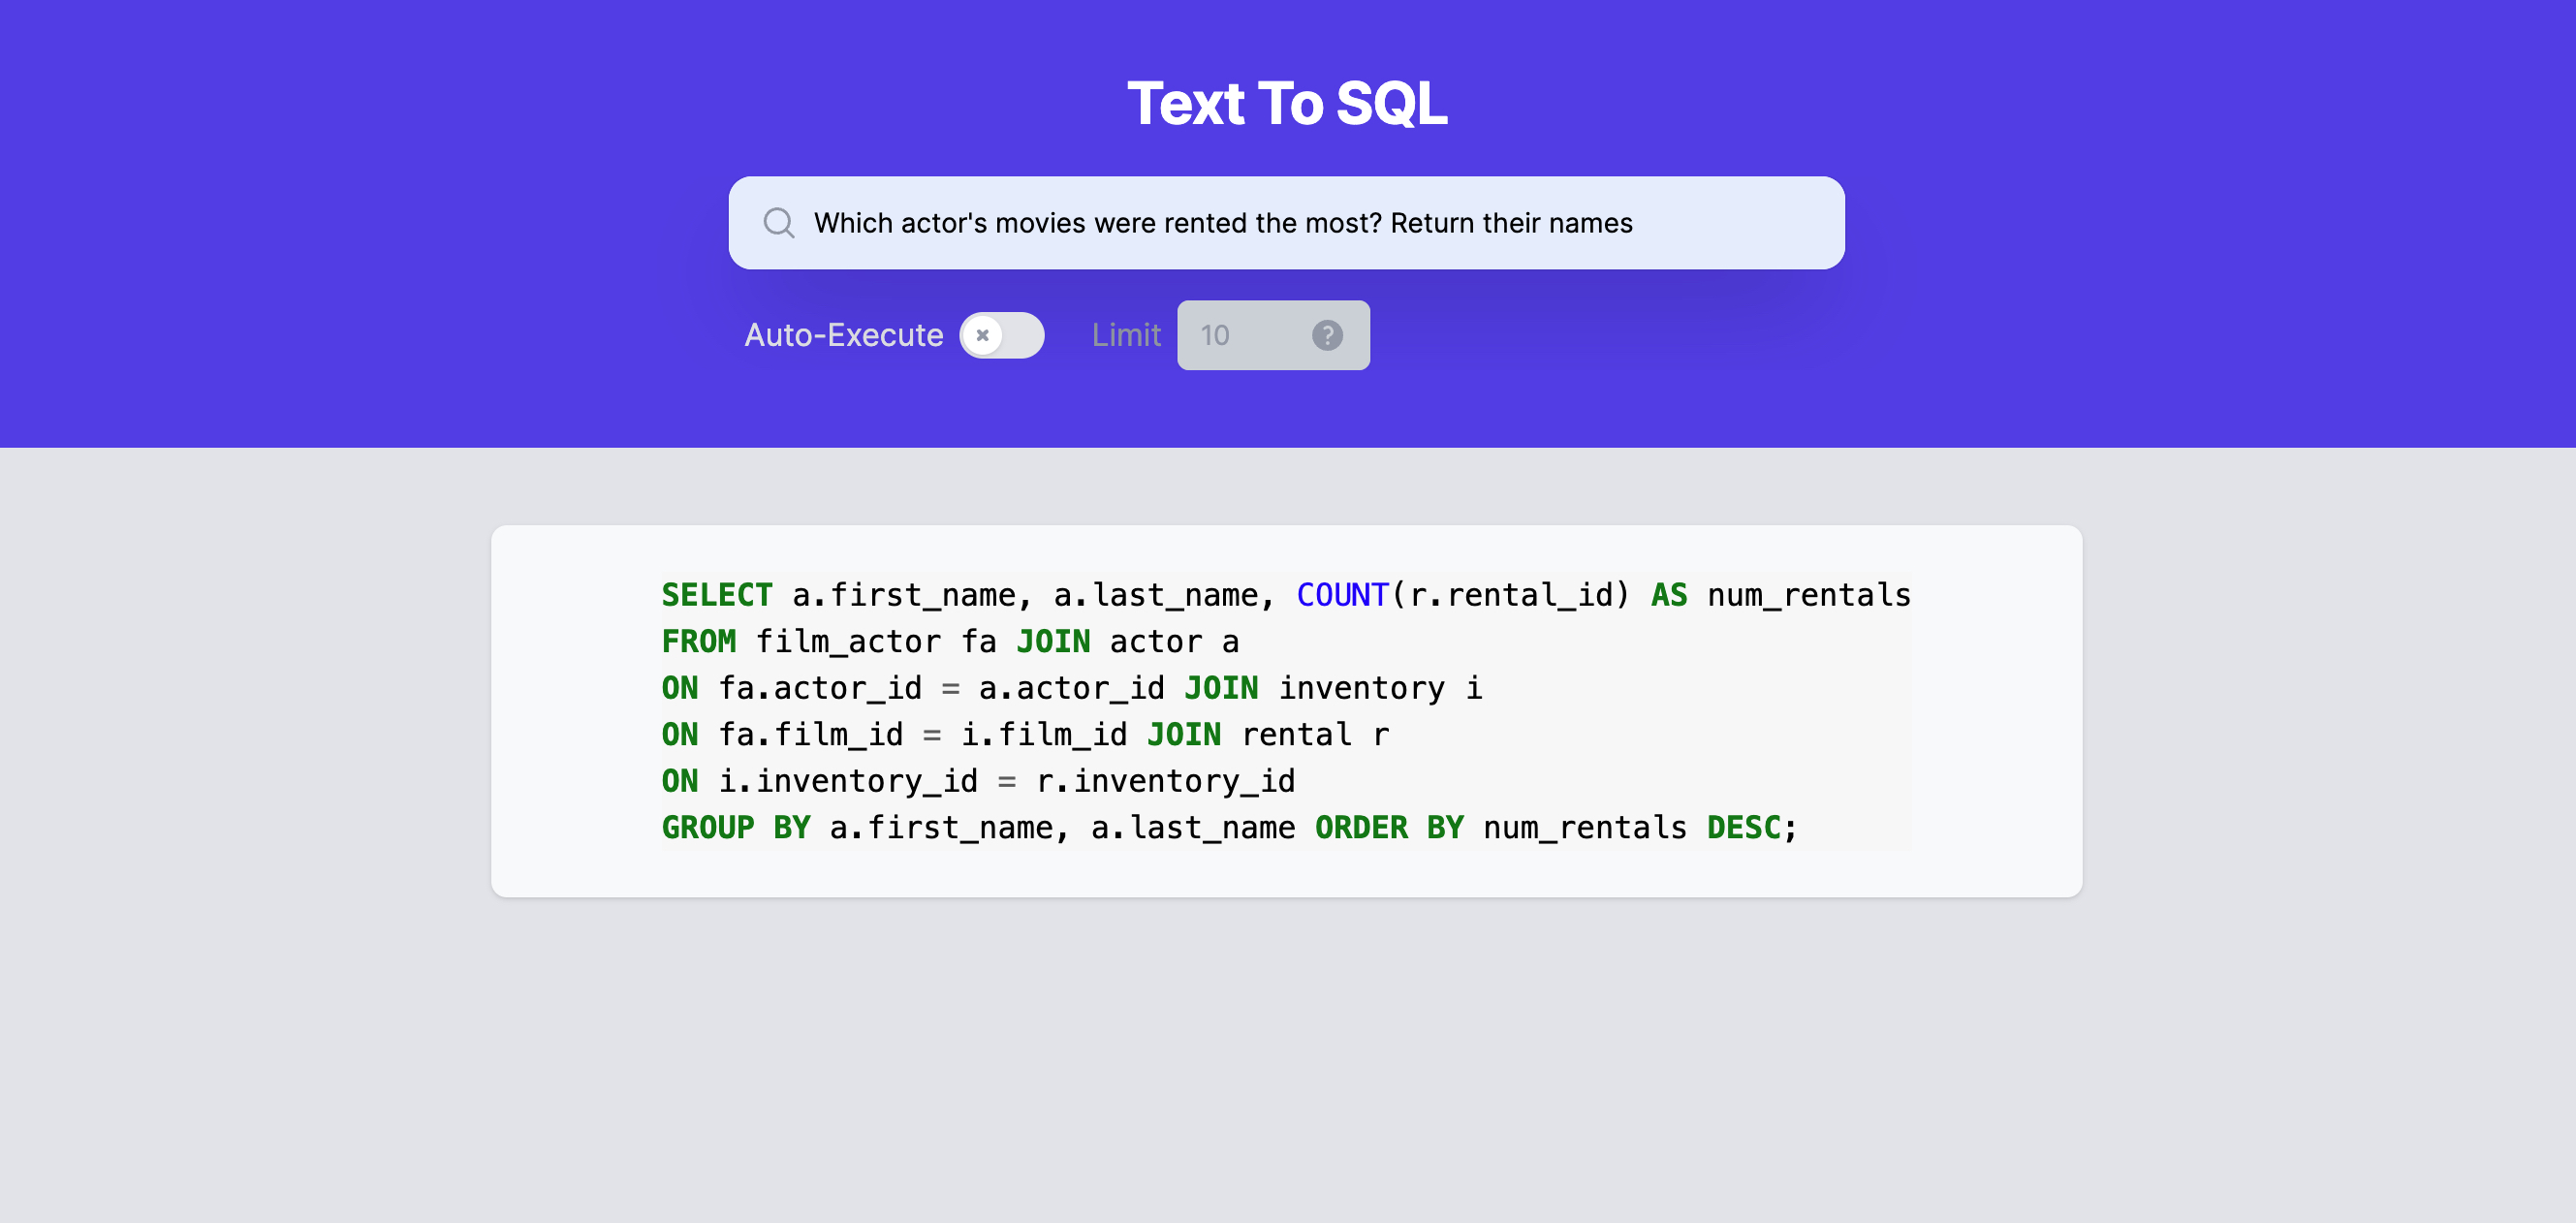 Text To SQL
Which actor's movies were rented the most? Return their names
Auto-Execute Limit 10 ?
SELECT a.first_name, a.last_name, COUNT(r.rental_id) AS num_rentals
FROM film_actor fa JOIN actor a
ON fa.actor_id = a.actor_id JOIN inventory i
ON fa.film_id = i.film_id JOIN rental r
ON i.inventory_id = r.inventory_id
GROUP BY a.first_name, a.last_name ORDER BY num_rentals DESC;